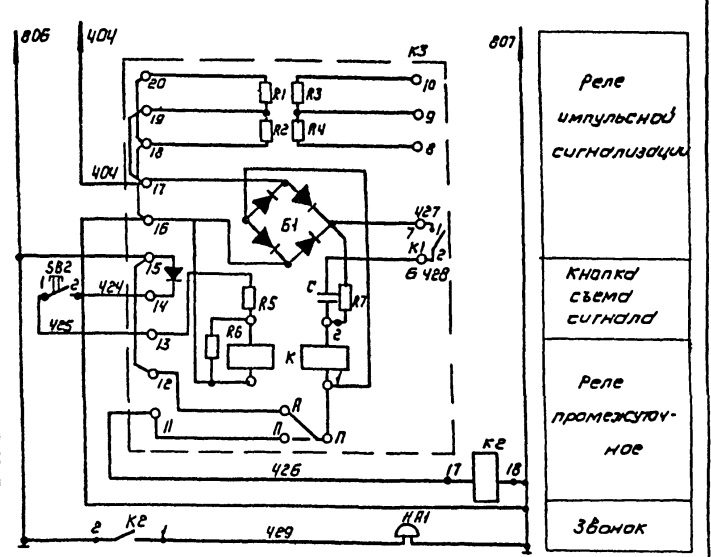 806
404
807
К3
20
R1
R3
10
19
9
18
R2
R4
8
404
17
16
Б1
427
7
1
К1
2
6
428
15
SB2
1
2
424
14
C
R7
R5
425
13
R6
2
К
1
12
Я
11
П
П
426
17
К2
18
2
К2
1
429
HA1
Реле
импульсной
сигнализации
Кнопка
съема
сигнала
Реле
промежуточ-
ное
Звонок